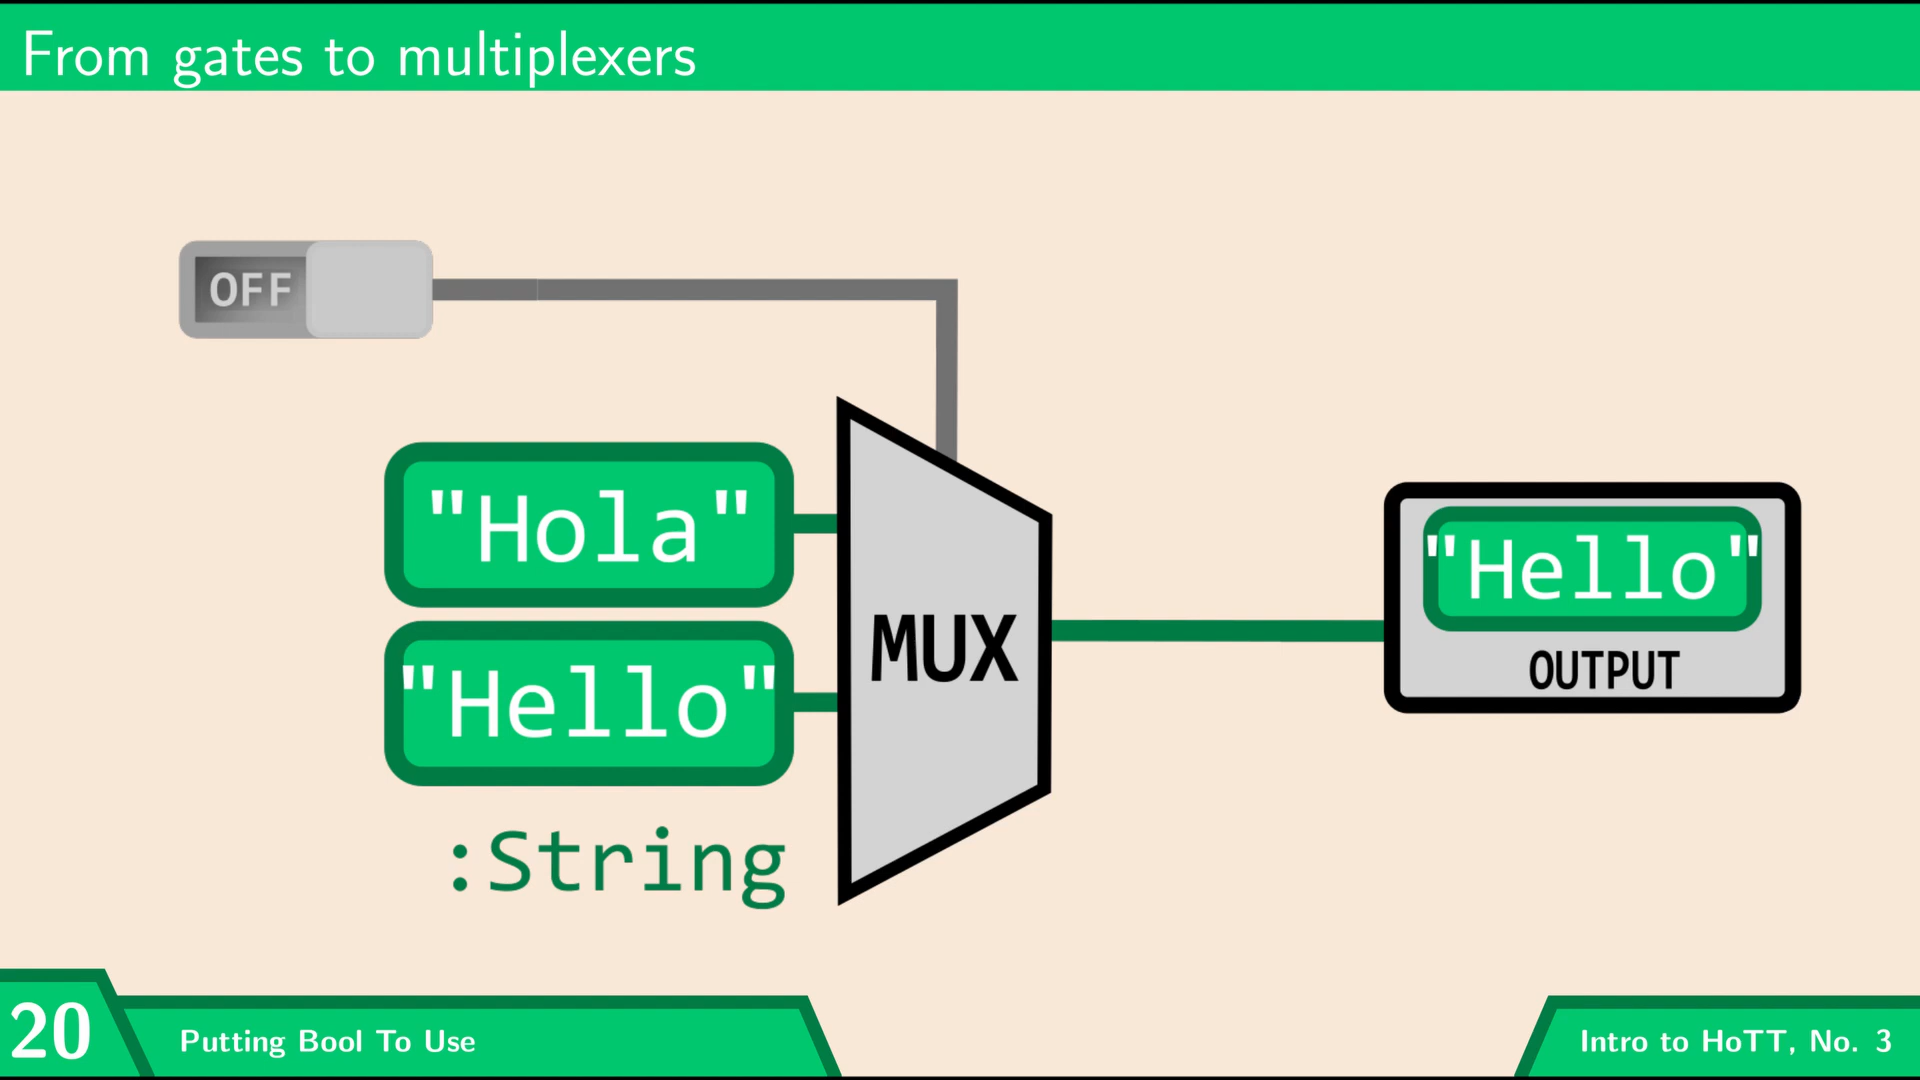 From gates to multiplexers
OFF
"Hola"
"Hello"
:String
MUX
"Hello"
OUTPUT
20
Putting Bool To Use
Intro to HoTT, No. 3